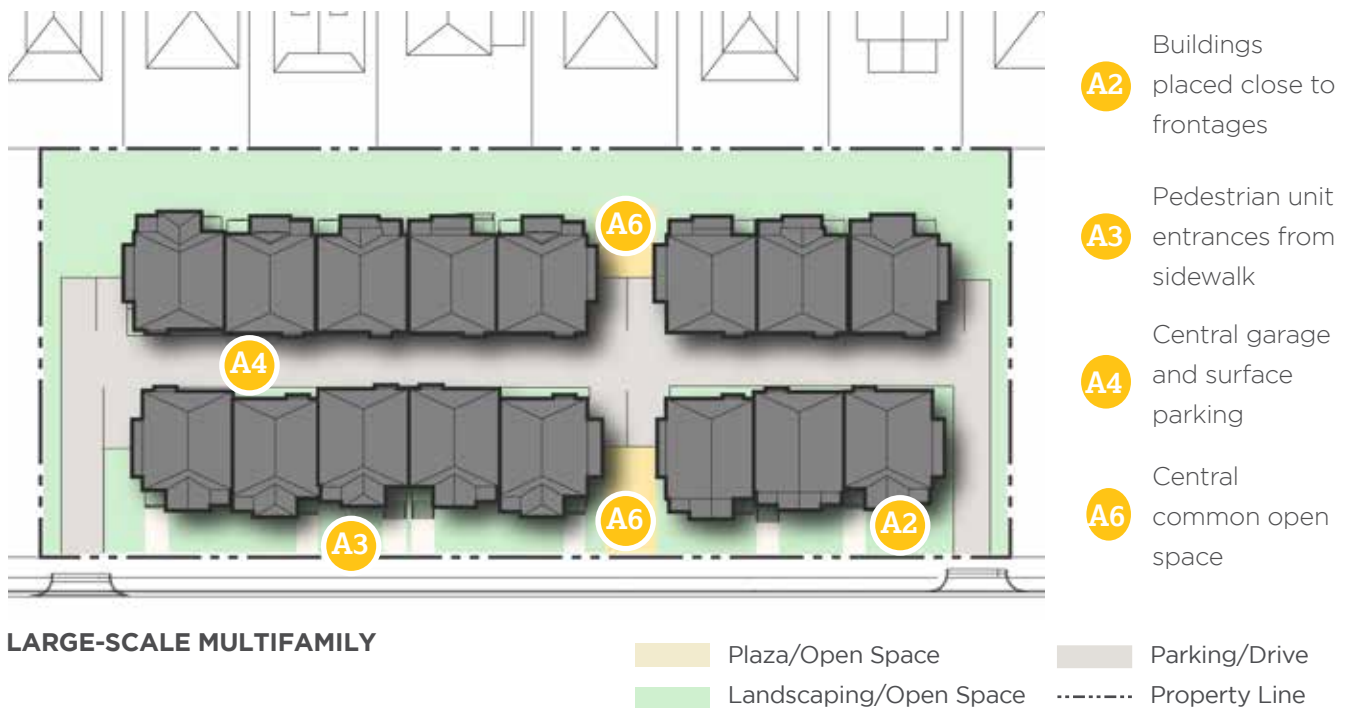 A2
Buildings
placed close to
frontages
A3
Pedestrian unit
entrances from
sidewalk
A4
Central garage
and surface
parking
A6
Central
common open
space
A6
A4
A6
A2
A3
LARGE-SCALE MULTIFAMILY
Plaza/Open Space
Landscaping/Open Space
Parking/Drive
Property Line